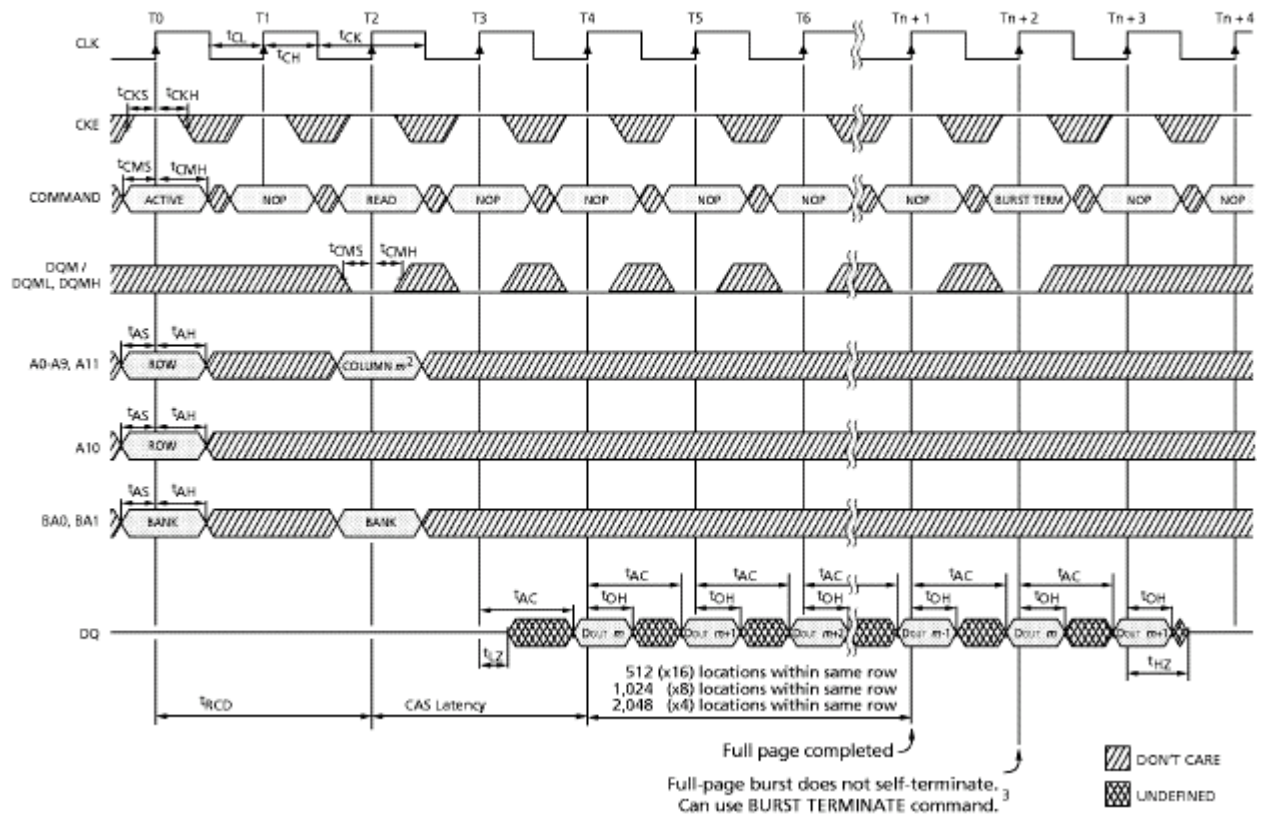 T0 T1 T2 T3 T4 T5 T6 Tn + 1 Tn + 2 Tn + 3 Tn + 4
CLK
tCL tCK
tCH
tCKS tCKH
CKE
tCMS tCMH
COMMAND ACTIVE NOP READ NOP NOP NOP NOP NOP BURST TERM NOP NOP
tCMS tCMH
DQM /
DQML, DQMH
tAS tAH
A0-A9, A11 ROW COLUMN m2
tAS tAH
A10 ROW
tAS tAH
BA0, BA1 BANK BANK
tAC tAC tAC tAC tAC tAC
tOH tOH tOH tOH tOH tOH
DQ DOUT m DOUT m+1 DOUT m+2 DOUT m-1 DOUT m DOUT m+1
tLZ tHZ
512 (x16) locations within same row
1,024 (x8) locations within same row
2,048 (x4) locations within same row
tRCD CAS Latency
Full page completed
Full-page burst does not self-terminate.
Can use BURST TERMINATE command. 3
DON'T CARE
UNDEFINED